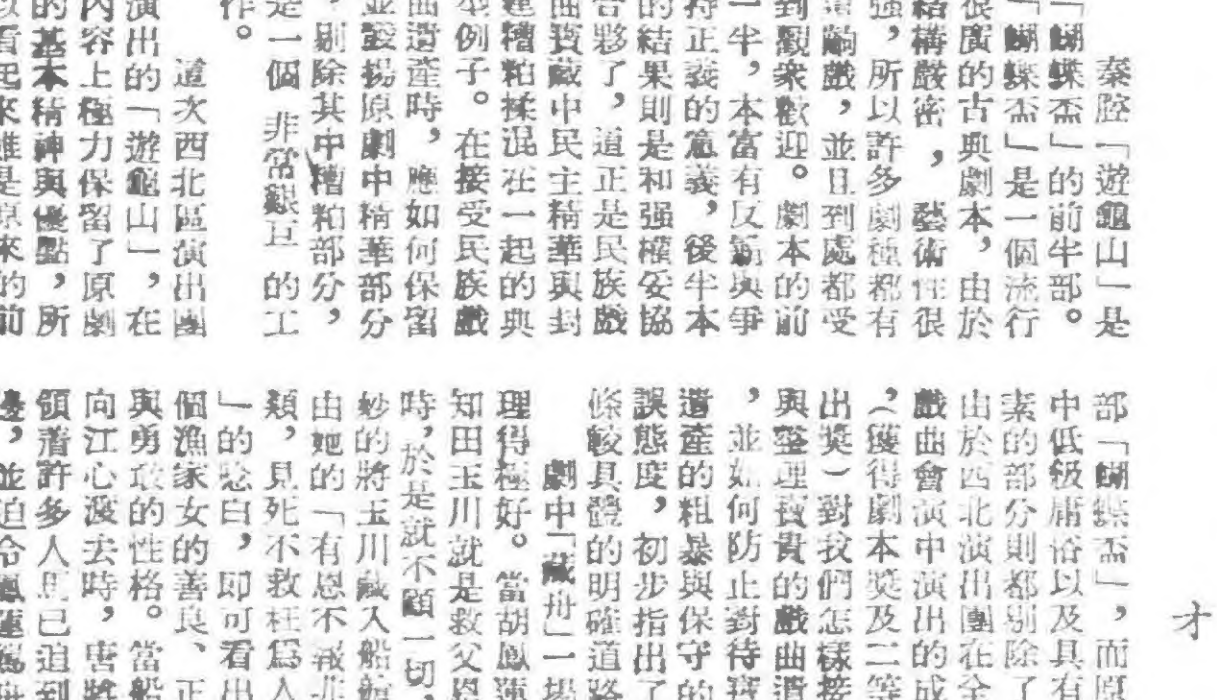 秦腔「遊龜山」是
「蝴蝶盃」的前半部。
「蝴蝶盃」是一個流行
很廣的古典劇本，由於
結構嚴密，藝術性很
强，所以許多劇種都有
這齣戲，並且到處都受
到觀衆歡迎。劇本的前
一半，本富有反霸與爭
持正義的意義，後半本
的結果則是和强權妥協
合夥了，這正是民族戲
曲寶藏中民主精華與封
建糟粕揉混在一起的典
型例子。在接受民族戲
曲遺產時，應如何保留
並發揚原劇中精華部分
，剔除其中糟粕部分，
是一個非常艱巨的工
作。
這次西北區演出團
演出的「遊龜山」，在
內容上極力保留了原劇
的基本精神與優點，所
以看起來雖是原來的前
才
部「蝴蝶盃」，而原
中低級庸俗以及具有
素的部分則都剔除了
由於西北演出團在全
戲曲會演中演出的成
，（獲得劇本獎及二等
出獎）對我們怎樣接
與整理寶貴的戲曲遺
，並如何防止對待寶
遺產的粗暴與保守的
誤態度，初步指出了
條較具體的明確道路
劇中「藏舟」一場
理得極好。當胡鳳蓮
知田玉川就是救父恩
時，於是就不顧一切，
妙的將玉川藏入船艙
由她的「有恩不報非
類，見死不救枉爲人
」的唸白，即可看出
個漁家女的善良、正
與勇敢的性格。當船
向江心渡去時，唐將
領着許多人馬已追到
邊，並迫令鳳蓮